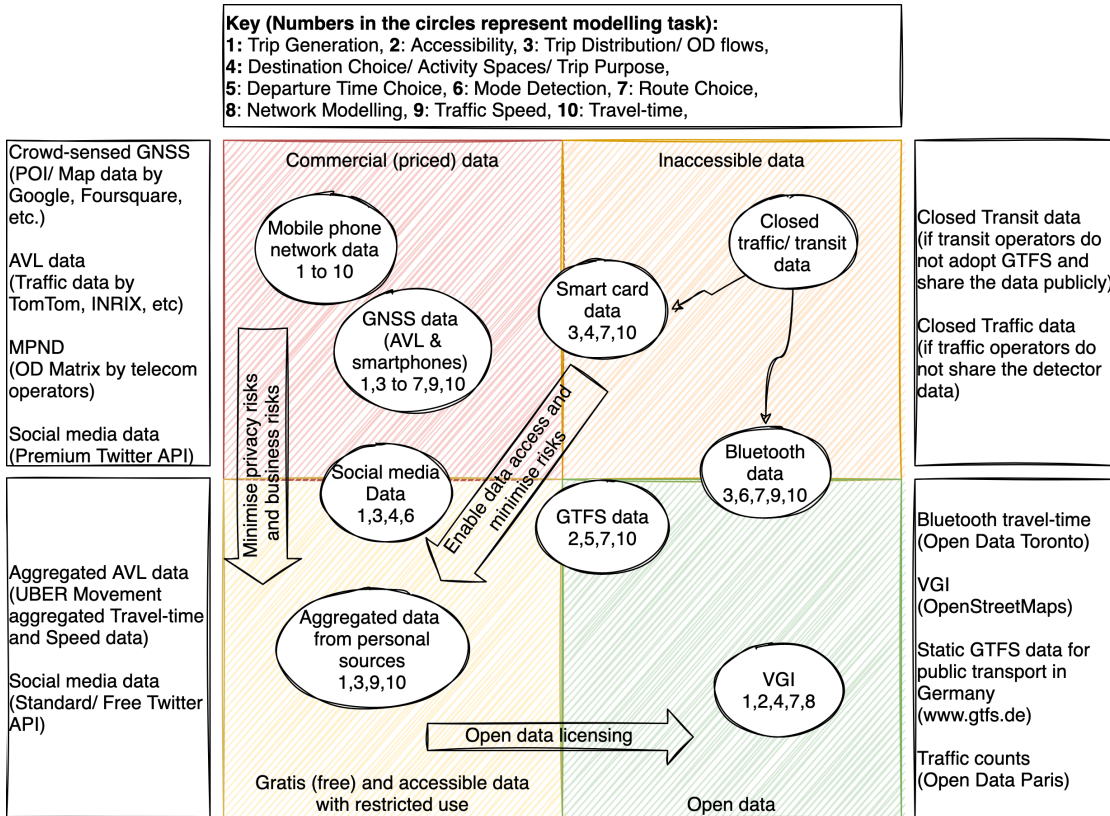 Key (Numbers in the circles represent modelling task):
1: Trip Generation, 2: Accessibility, 3: Trip Distribution/ OD flows,
4: Destination Choice/ Activity Spaces/ Trip Purpose,
5: Departure Time Choice, 6: Mode Detection, 7: Route Choice,
8: Network Modelling, 9: Traffic Speed, 10: Travel-time,
Crowd-sensed GNSS
(POI/ Map data by
Google, Foursquare,
etc.)
AVL data
(Traffic data by
TomTom, INRIX, etc)
MPND
(OD Matrix by telecom
operators)
Social media data
(Premium Twitter API)
Commercial (priced) data
Mobile phone
network data
1 to 10
GNSS data
(AVL &
smartphones)
1,3 to 7,9,10
Social media
Data
1,3,4,6
Minimise privacy risks
and business risks
Inaccessible data
Closed
traffic/ transit
data
Smart card
data
3,4,7,10
Bluetooth
data
3,6,7,9,10
Enable data access and
minimise risks
Closed Transit data
(if transit operators do
not adopt GTFS and
share the data publicly)
Closed Traffic data
(if traffic operators do
not share the detector
data)
Aggregated AVL data
(UBER Movement
aggregated Travel-time
and Speed data)
Social media data
(Standard/ Free Twitter
API)
Aggregated data
from personal
sources
1,3,9,10
Open data licensing
Gratis (free) and accessible data
with restricted use
GTFS data
2,5,7,10
VGI
1,2,4,7,8
Open data
Bluetooth travel-time
(Open Data Toronto)
VGI
(OpenStreetMaps)
Static GTFS data for
public transport in
Germany
(www.gtfs.de)
Traffic counts
(Open Data Paris)